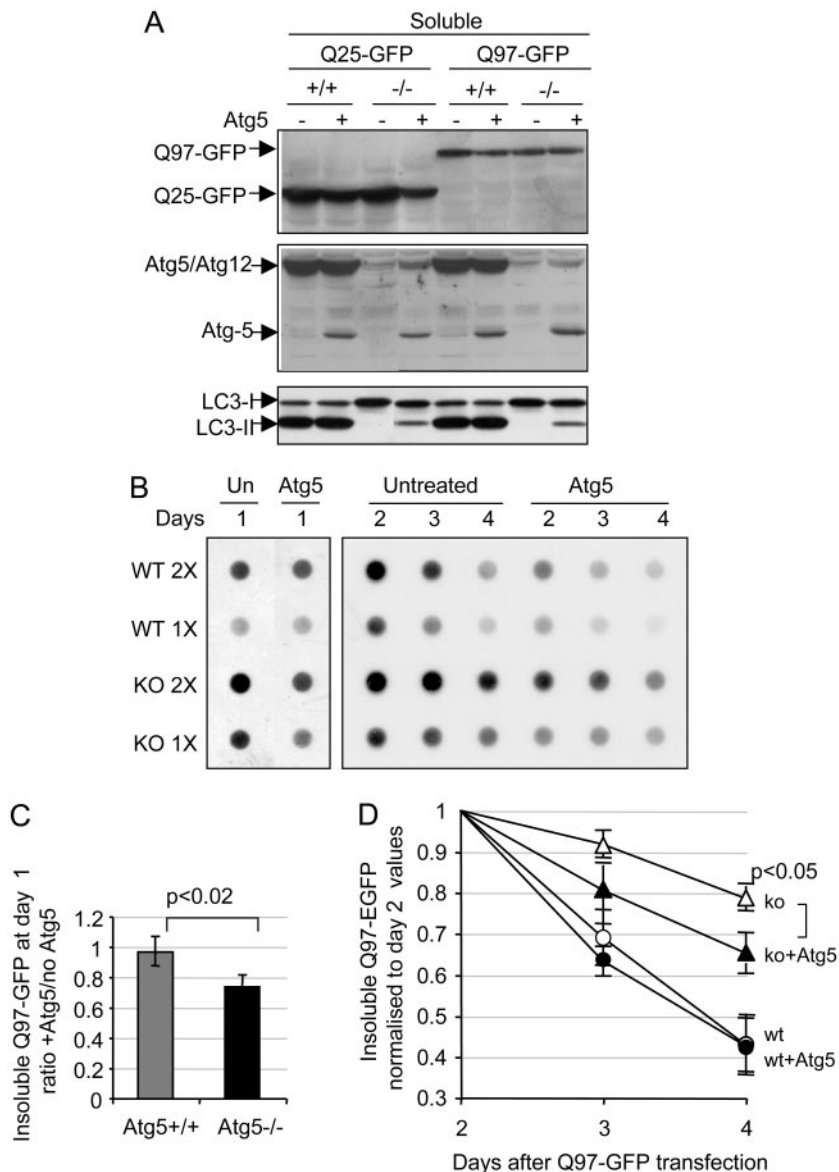 A
Soluble
Q25-GFP Q97-GFP
+/+ -/- +/+ -/-
Atg5 - + - + - + - +
Q97-GFP
Q25-GFP
Atg5/Atg12
Atg-5
LC3-I
LC3-II
B
Un Atg5 Untreated Atg5
Days 1 1 2 3 4 2 3 4
WT 2X
WT 1X
KO 2X
KO 1X
C
p<0.02
Insoluble Q97-GFP at day 1
ratio +Atg5/no Atg5
1.2
1
0.8
0.6
0.4
0.2
0
Atg5+/+ Atg5-/-
D
Insoluble Q97-EGFP
normalised to day 2 values
1
0.9
0.8
0.7
0.6
0.5
0.4
0.3
p<0.05
ko
ko+Atg5
wt
wt+Atg5
2 3 4
Days after Q97-GFP transfection